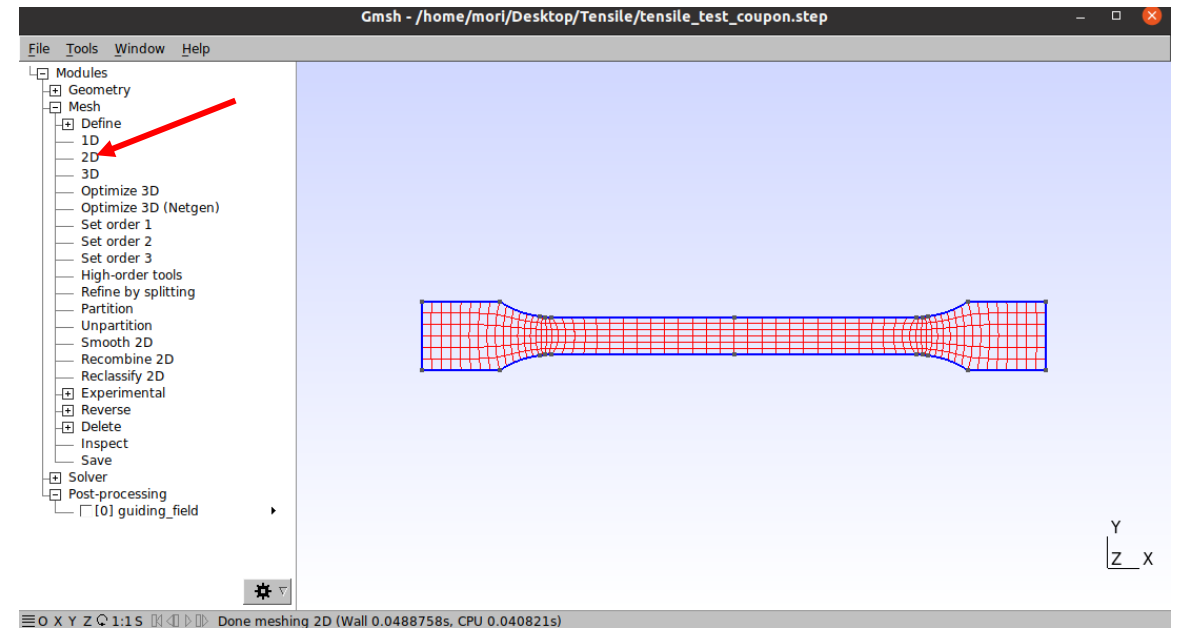 Gmsh - /home/mori/Desktop/Tensile/tensile_test_coupon.step
File Tools Window Help
Modules
Geometry
Mesh
Define
1D
2D
3D
Optimize 3D
Optimize 3D (Netgen)
Set order 1
Set order 2
Set order 3
High-order tools
Refine by splitting
Partition
Unpartition
Smooth 2D
Recombine 2D
Reclassify 2D
Experimental
Reverse
Delete
Inspect
Save
Solver
Post-processing
[0] guiding_field
Y
Z X
O X Y Z 1:1 S Done meshing 2D (Wall 0.0488758s, CPU 0.040821s)